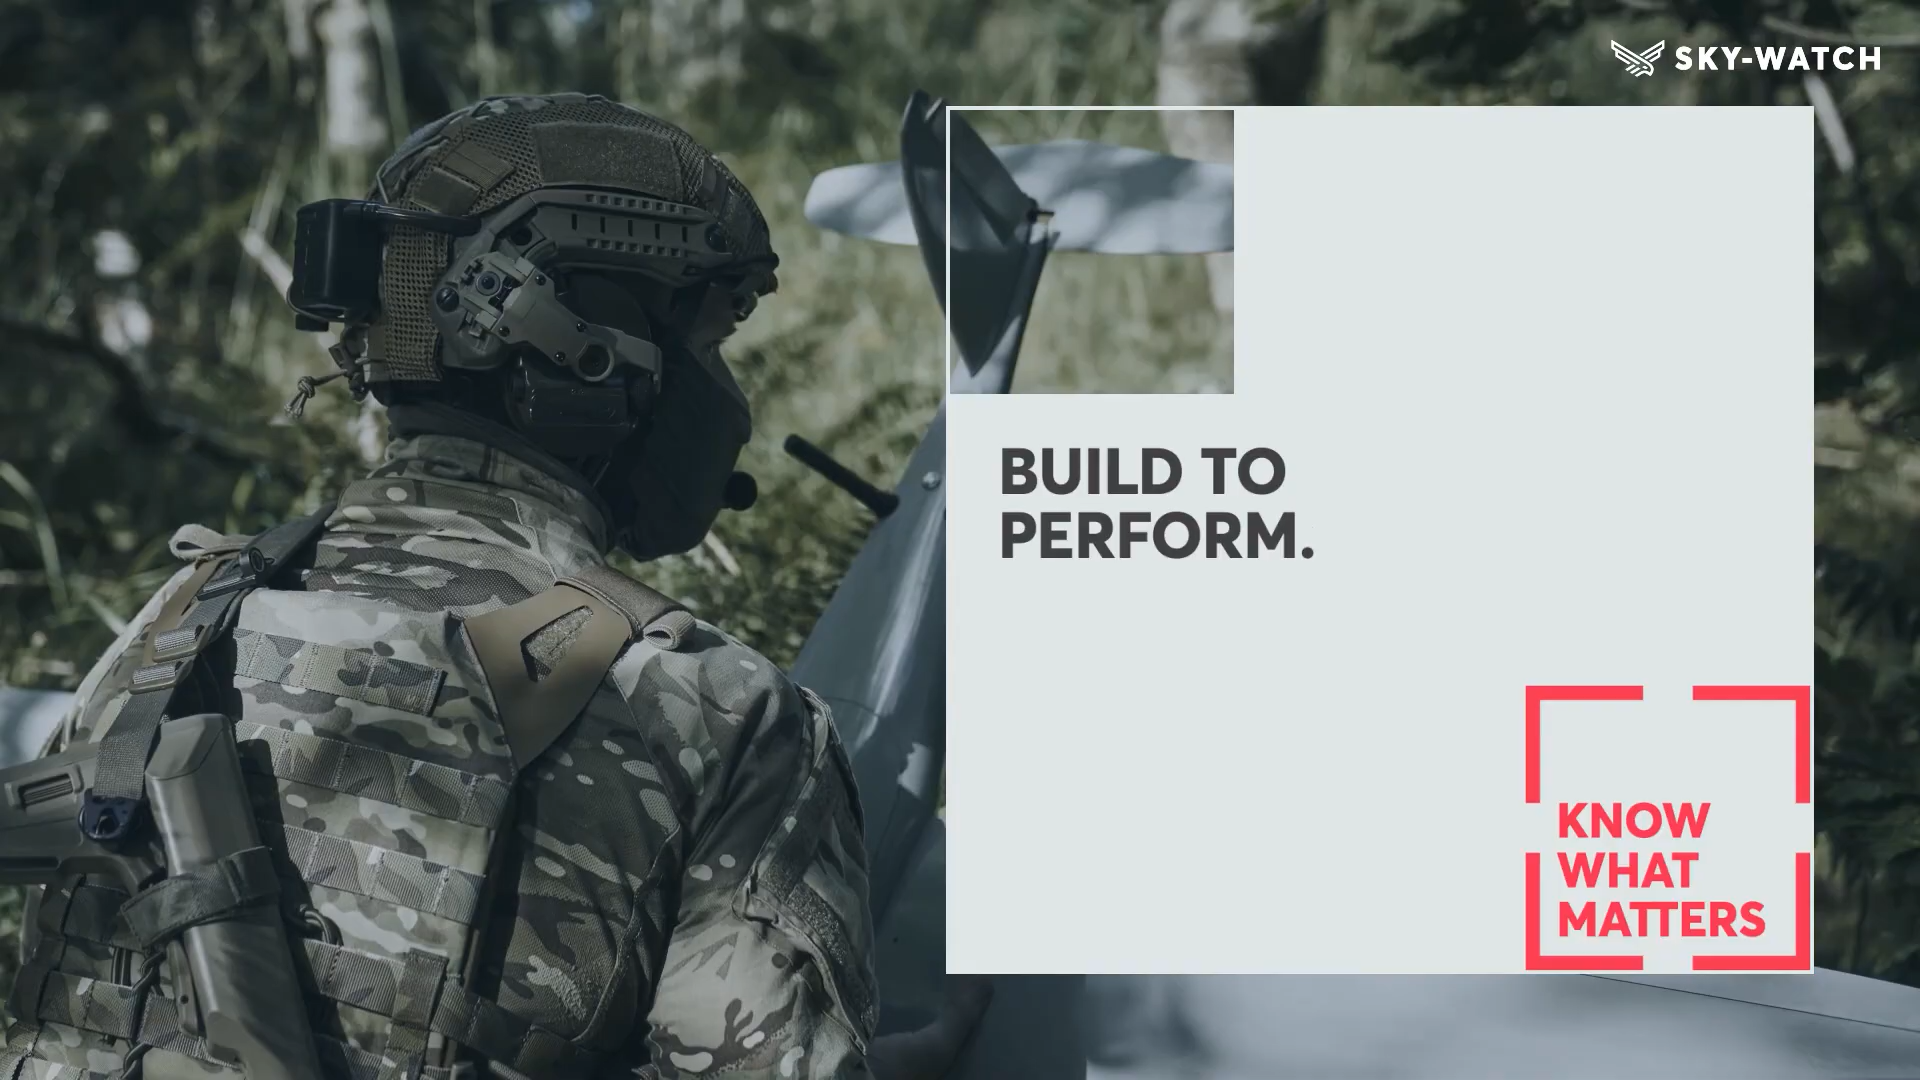 SKY-WATCH
BUILD TO
PERFORM.
KNOW
WHAT
MATTERS